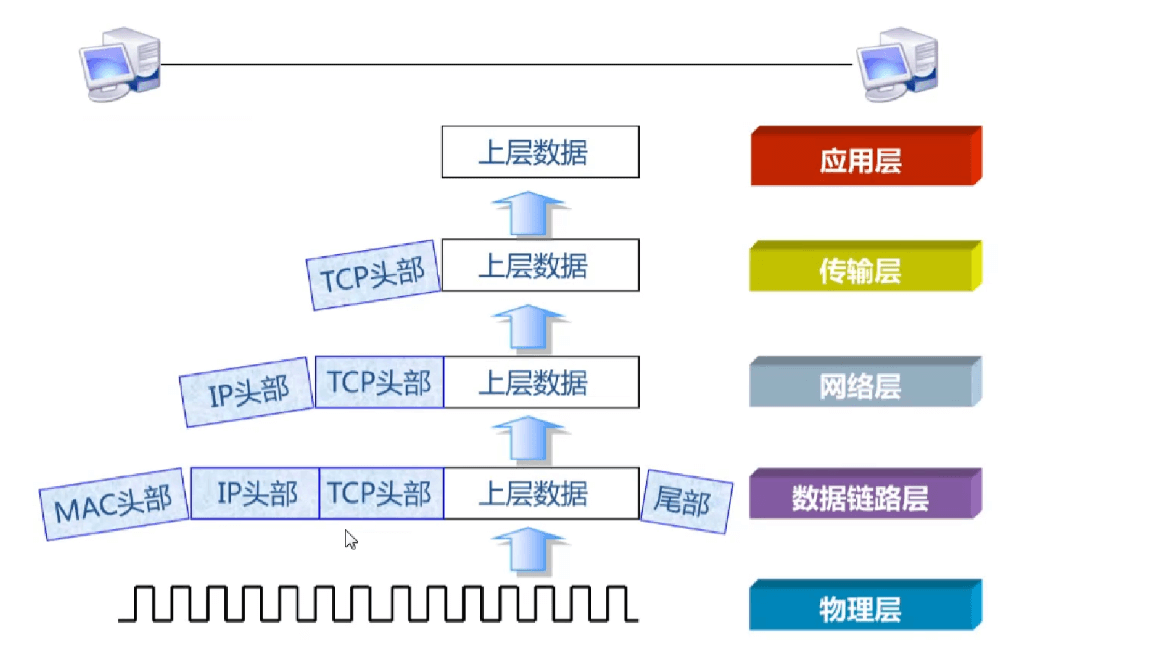 上层数据
应用层
TCP头部 上层数据
传输层
IP头部 TCP头部 上层数据
网络层
MAC头部 IP头部 TCP头部 上层数据 尾部
数据链路层
物理层